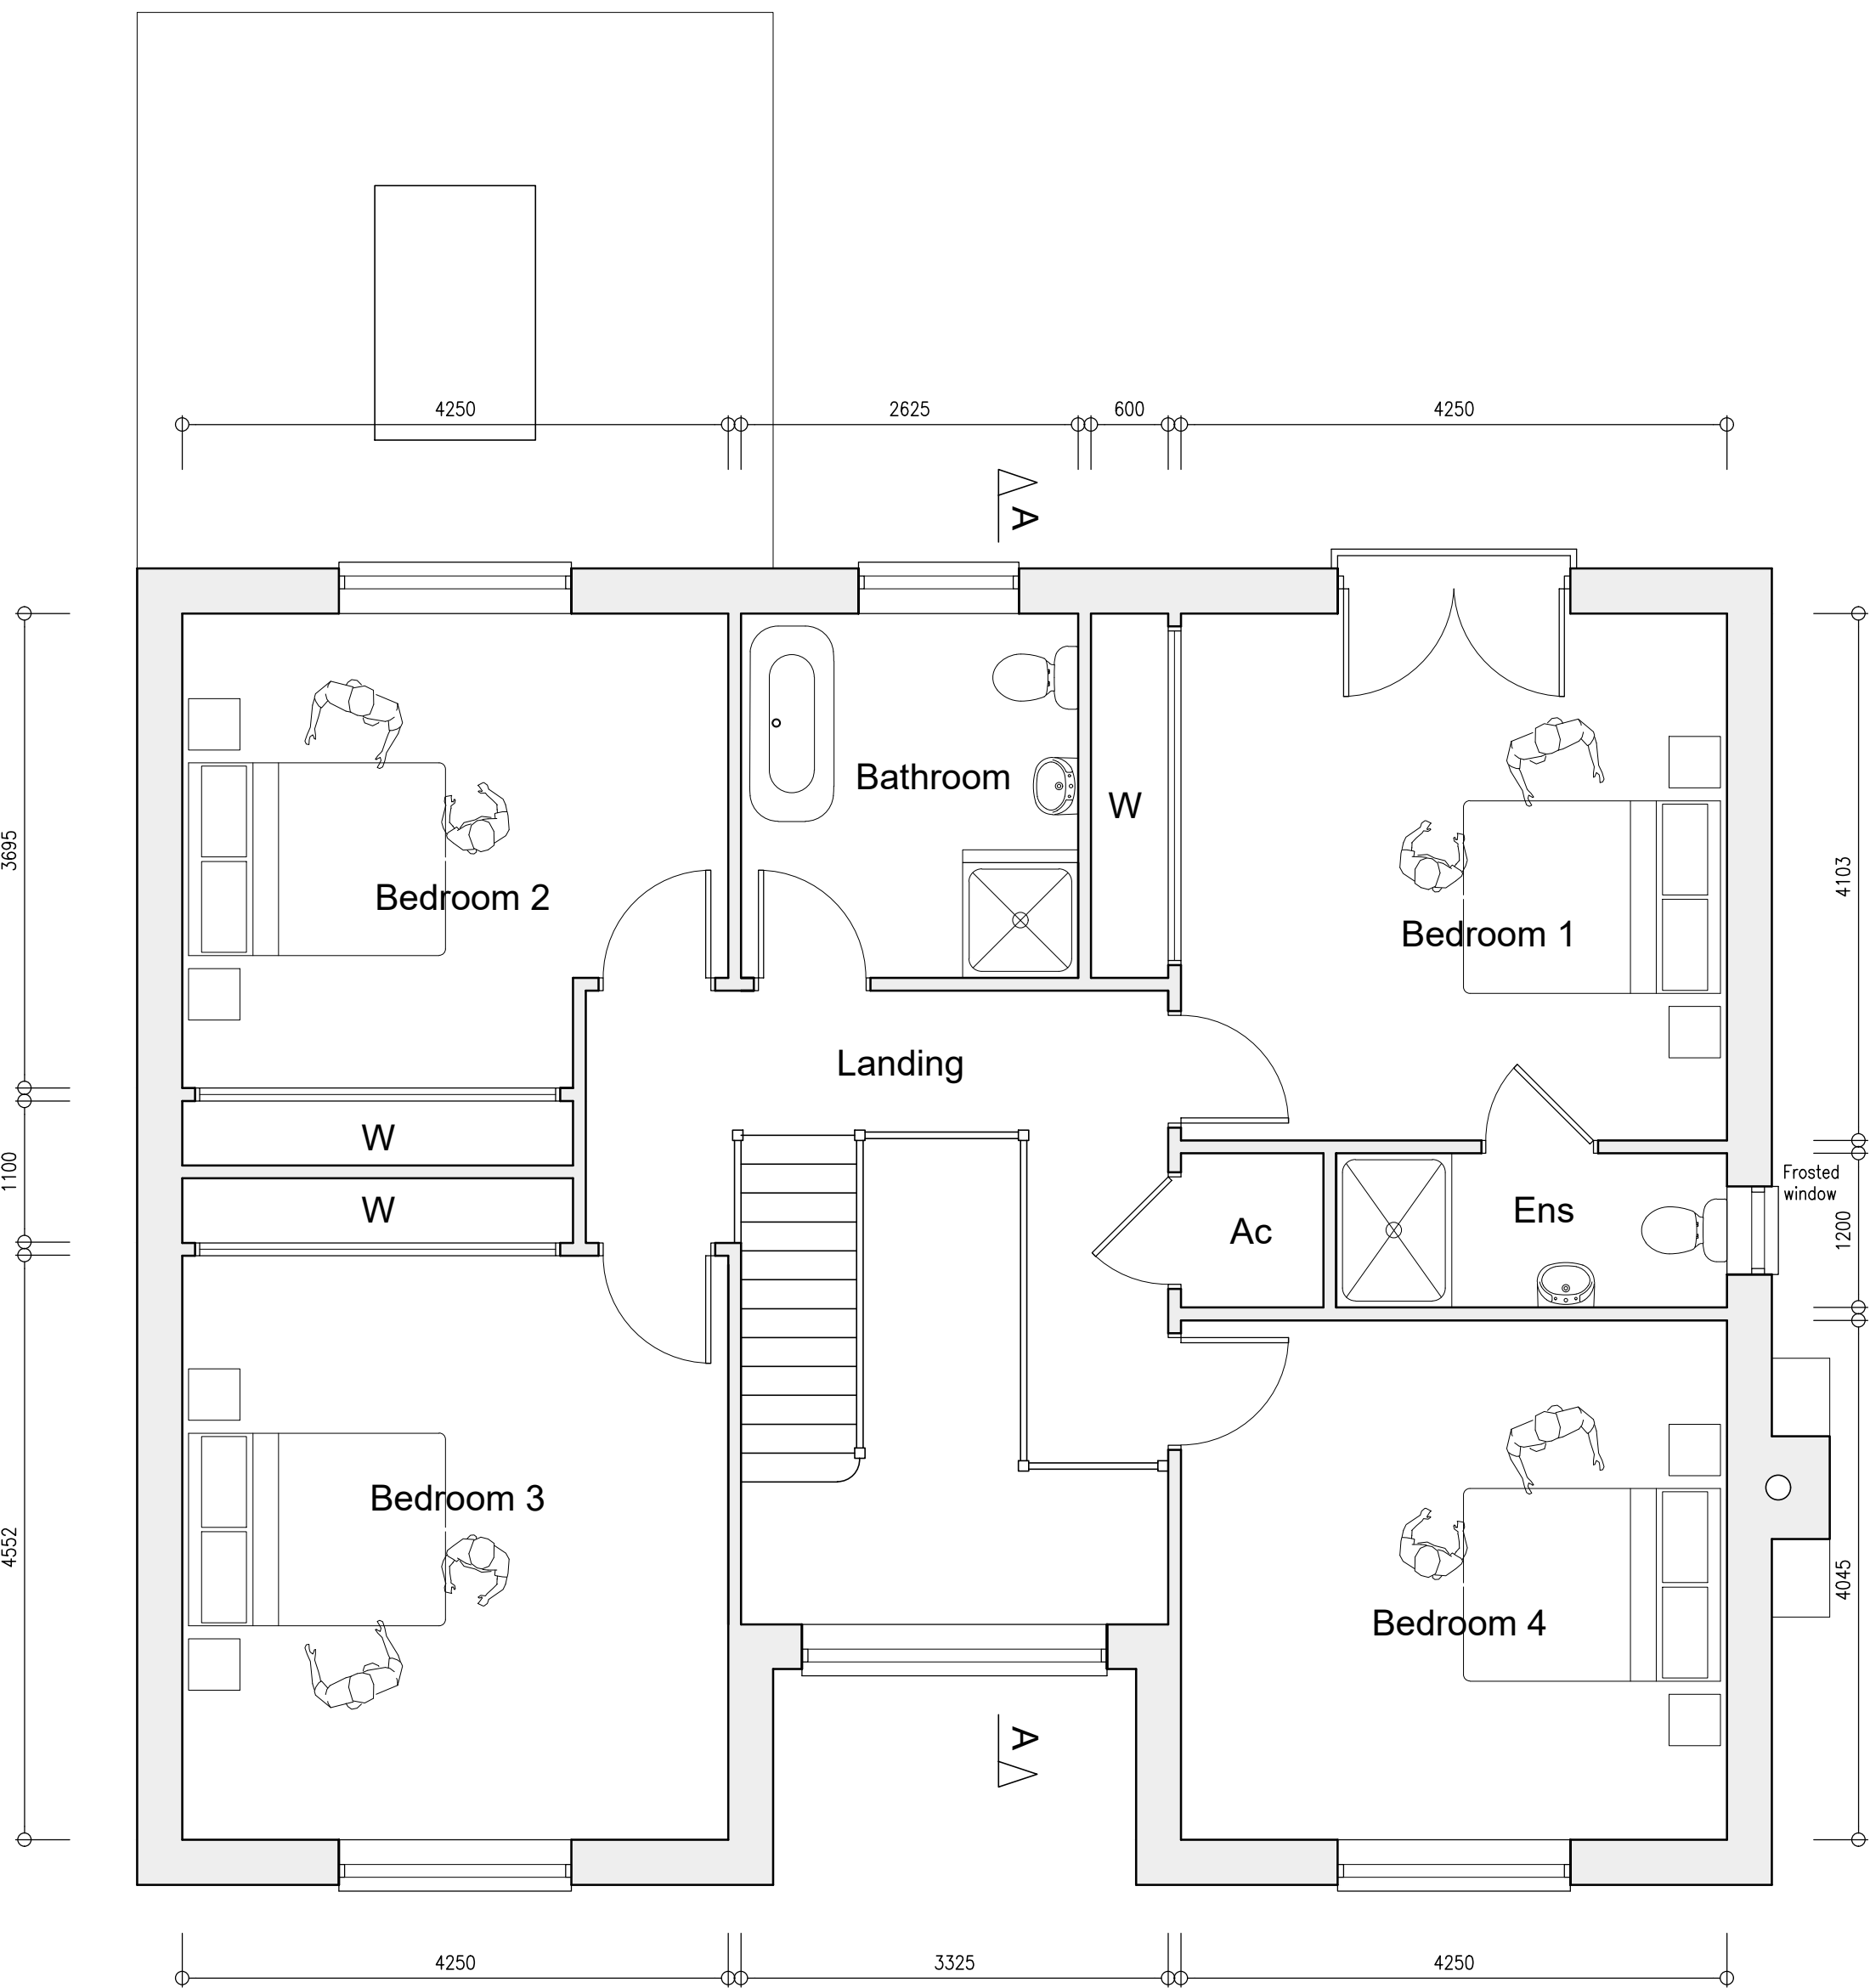 4250
2625
600
4250
A
Bathroom
W
Bedroom 2
Bedroom 1
3695
4103
Landing
W
W
1100
Ac
Ens
Frosted
window
1200
Bedroom 3
Bedroom 4
4552
4045
A
4250
3325
4250